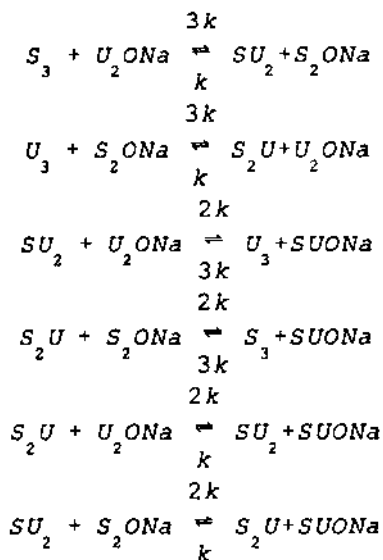 3k
S3 + U2ONa ⇌ SU2+S2ONa
k
3k
U3 + S2ONa ⇌ S2U+U2ONa
k
2k
SU2 + U2ONa ⇌ U3+SUONa
3k
2k
S2U + S2ONa ⇌ S3+SUONa
3k
2k
S2U + U2ONa ⇌ SU2+SUONa
k
2k
SU2 + S2ONa ⇌ S2U+SUONa
k